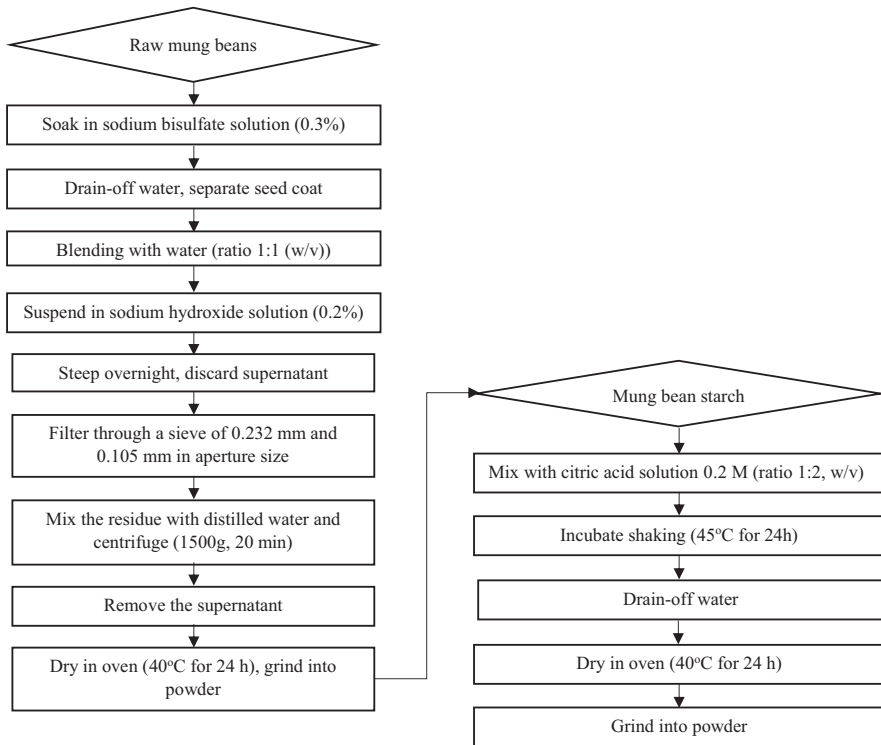 Raw mung beans
Soak in sodium bisulfate solution (0.3%)
Drain-off water, separate seed coat
Blending with water (ratio 1:1 (w/v))
Suspend in sodium hydroxide solution (0.2%)
Steep overnight, discard supernatant
Filter through a sieve of 0.232 mm and
0.105 mm in aperture size
Mix the residue with distilled water and
centrifuge (1500g, 20 min)
Remove the supernatant
Dry in oven (40°C for 24 h), grind into
powder
Mung bean starch
Mix with citric acid solution 0.2 M (ratio 1:2, w/v)
Incubate shaking (45°C for 24h)
Drain-off water
Dry in oven (40°C for 24 h)
Grind into powder